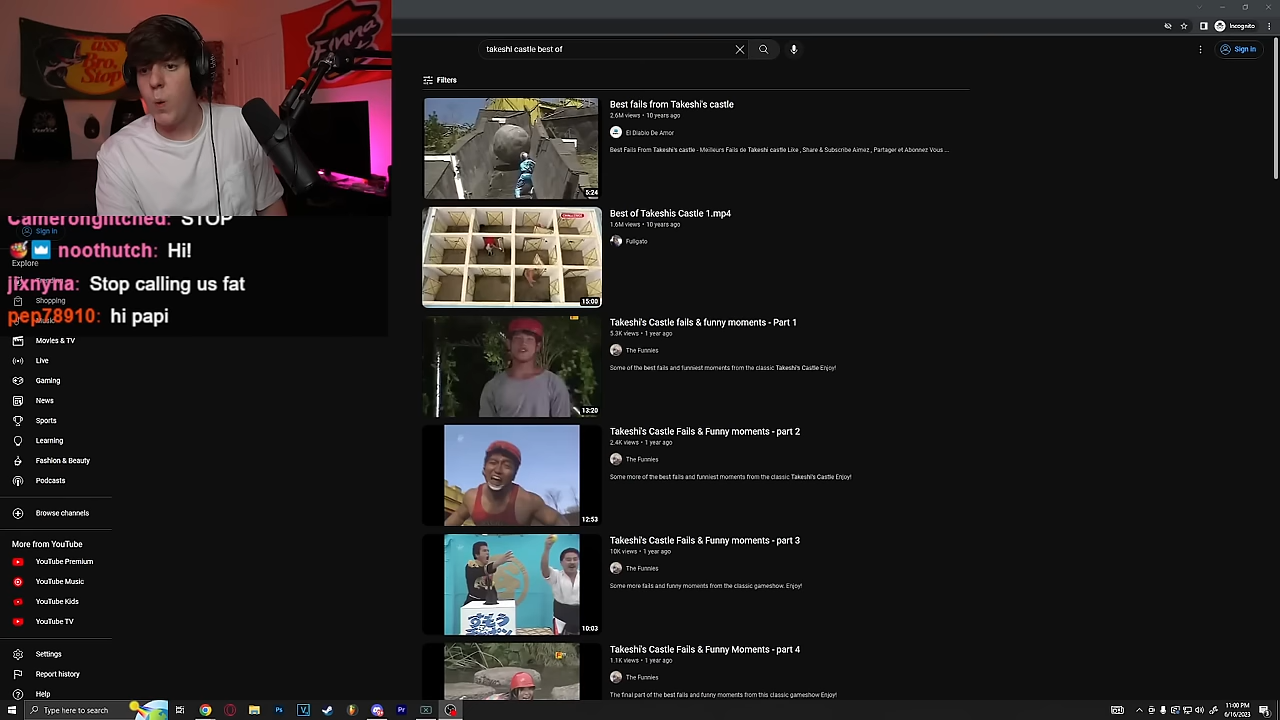 Incognito
takeshi castle best of
Sign in
Filters
ass
Bro
Stop
Finna
Best fails from Takeshi's castle
2.6M views • 10 years ago
El Diablo De Amor
Best Fails From Takeshi's castle - Meilleurs Fails de Takeshi castle Like , Share & Subscribe Aimez , Partager et Abonnez Vous ...
5:24
Cameronglitched: STOP
Sign in
noothutch: Hi!
Explore
jixnyna: Stop calling us fat
Shopping
pep78910: hi papi
Movies & TV
Live
Gaming
News
Sports
Learning
Fashion & Beauty
Podcasts
Browse channels
More from YouTube
YouTube Premium
YouTube Music
YouTube Kids
YouTube TV
Settings
Report history
Help
CHALLENGE
Best of Takeshis Castle 1.mp4
1.6M views • 10 years ago
Fullgato
15:00
Takeshi's Castle fails & funny moments - Part 1
5.3K views • 1 year ago
The Funnies
Some of the best fails and funniest moments from the classic Takeshi's Castle Enjoy!
13:20
Takeshi's Castle Fails & Funny moments - part 2
2.4K views • 1 year ago
The Funnies
Some more of the best fails and funniest moments from the classic Takeshi's Castle Enjoy!
12:53
Takeshi's Castle Fails & Funny moments - part 3
10K views • 1 year ago
The Funnies
Some more fails and funny moments from the classic gameshow. Enjoy!
10:03
Takeshi's Castle Fails & Funny Moments - part 4
1.1K views • 1 year ago
The Funnies
The final part of the best fails and funny moments from this classic gameshow Enjoy!
Type here to search
11:00 PM
6/10/2023